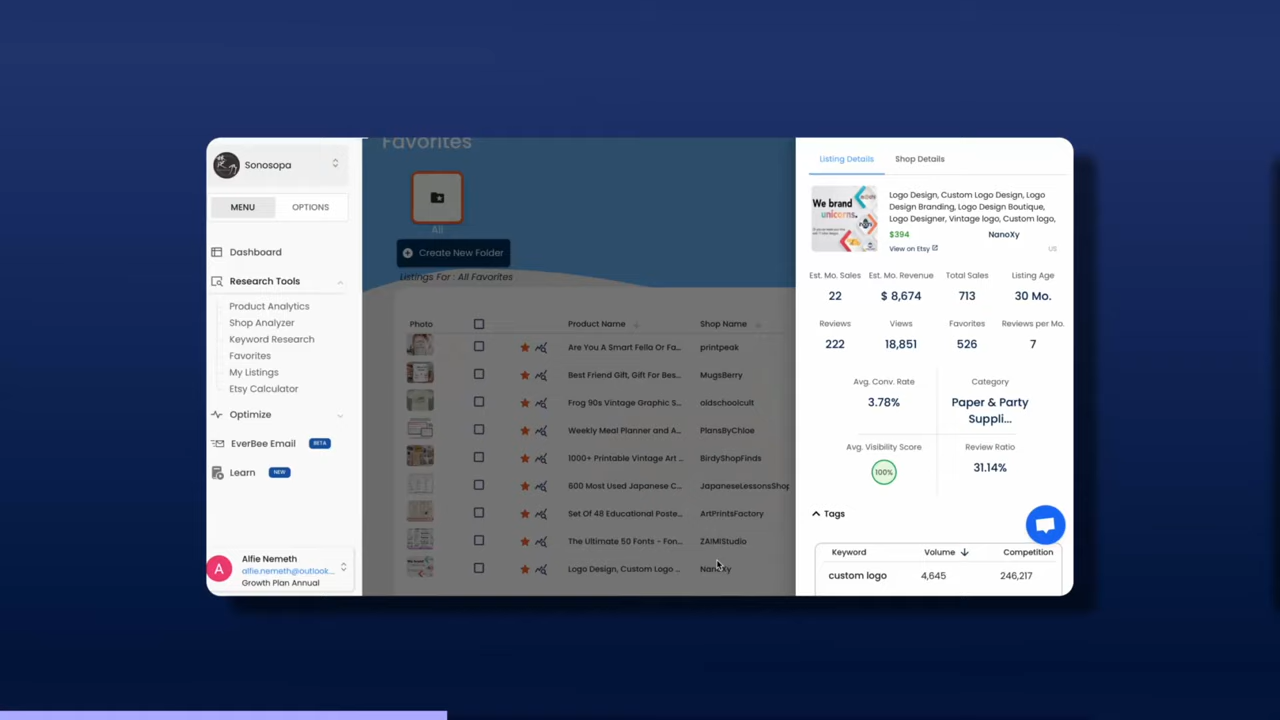 Sonosopa
MENU
OPTIONS
Dashboard
Research Tools
Product Analytics
Shop Analyzer
Keyword Research
Favorites
My Listings
Etsy Calculator
Optimize
EverBee Email
BETA
Learn
NEW
A
Alfie Nemeth
alfie.nemeth@outlook...
Growth Plan Annual
Favorites
All
Create New Folder
Listings For : All Favorites
Photo
Product Name
Shop Name
Are You A Smart Fella Or Fa...
printpeak
Best Friend Gift, Gift For Bes...
MugsBerry
Frog 90s Vintage Graphic S...
oldschoolcult
Weekly Meal Planner and A...
PlansByChloe
1000+ Printable Vintage Art ...
BirdyShopFinds
600 Most Used Japanese C...
JapaneseLessonsShop
Set Of 48 Educational Poste...
ArtPrintsFactory
The Ultimate 50 Fonts - Fon...
ZAIMIStudio
Logo Design, Custom Logo ...
NanoXy
Listing Details
Shop Details
We brand
unicorns.
Logo Design, Custom Logo Design, Logo
Design Branding, Logo Design Boutique,
Logo Designer, Vintage logo, Custom logo,
$394
NanoXy
View on Etsy
US
Est. Mo. Sales
Est. Mo. Revenue
Total Sales
Listing Age
22
$ 8,674
713
30 Mo.
Reviews
Views
Favorites
Reviews per Mo.
222
18,851
526
7
Avg. Conv. Rate
Category
3.78%
Paper & Party
Suppli...
Avg. Visibility Score
Review Ratio
100%
31.14%
Tags
Keyword
Volume
Competition
custom logo
4,645
246,217